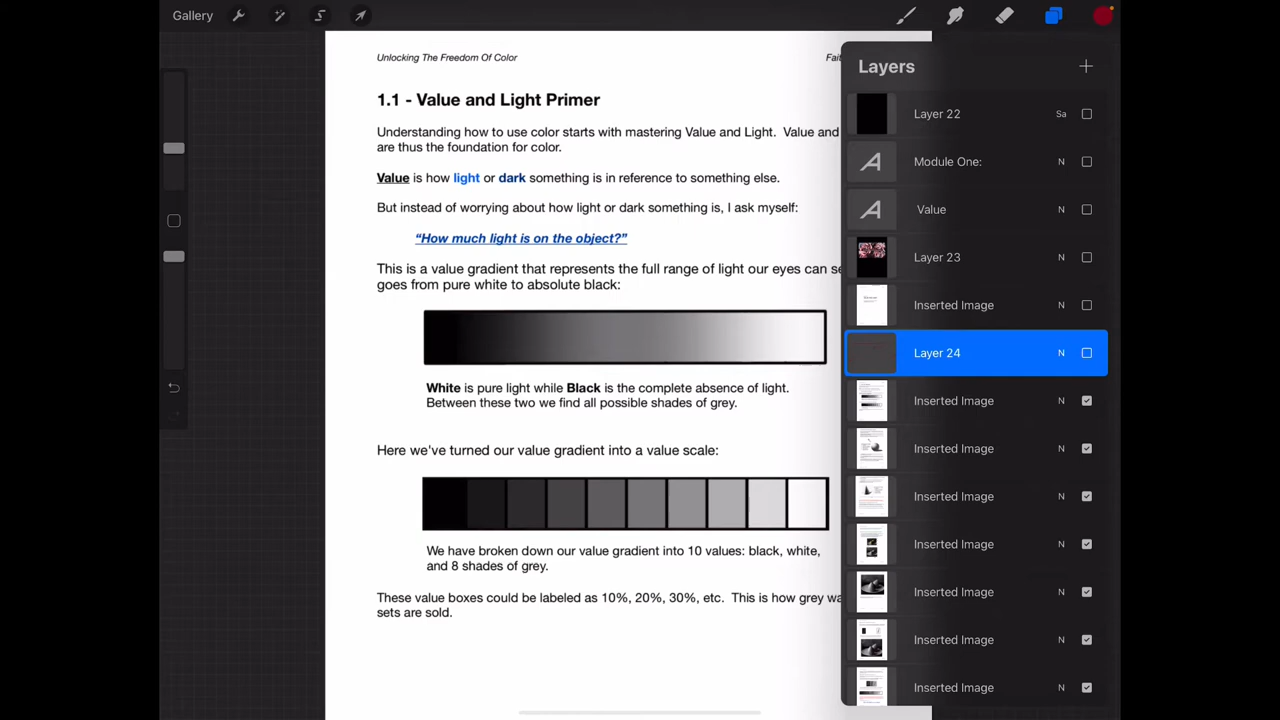 Gallery
Layers
Unlocking The Freedom Of Color
1.1 - Value and Light Primer
Understanding how to use color starts with mastering Value and Light.  Value and
are thus the foundation for color.
Value is how light or dark something is in reference to something else.
But instead of worrying about how light or dark something is, I ask myself:
“How much light is on the object?”
This is a value gradient that represents the full range of light our eyes can
goes from pure white to absolute black:
White is pure light while Black is the complete absence of light.
Between these two we find all possible shades of grey.
Here we've turned our value gradient into a value scale:
We have broken down our value gradient into 10 values: black, white,
and 8 shades of grey.
These value boxes could be labeled as 10%, 20%, 30%, etc.  This is how grey
sets are sold.
Layer 22 Sa
Module One: N
Value N
Layer 23 N
Inserted Image N
Layer 24 N
Inserted Image N
Inserted Image N
Inserted Image N
Inserted Image N
Inserted Image N
Inserted Image N
Inserted Image N